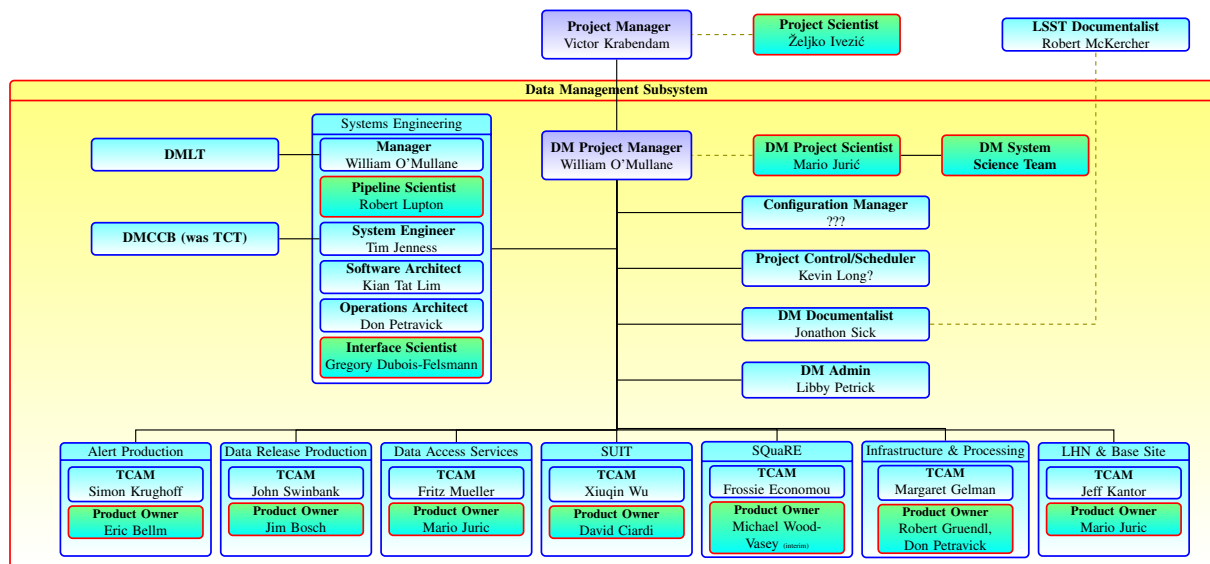 Project Manager
Victor Krabendam
Project Scientist
Željko Ivezić
LSST Documentalist
Robert McKercher
Data Management Subsystem
Systems Engineering
DMLT
Manager
William O'Mullane
DM Project Manager
William O'Mullane
DM Project Scientist
Mario Jurić
DM System
Science Team
Pipeline Scientist
Robert Lupton
Configuration Manager
???
DMCCB (was TCT)
System Engineer
Tim Jenness
Project Control/Scheduler
Kevin Long?
Software Architect
Kian Tat Lim
Operations Architect
Don Petravick
DM Documentalist
Jonathon Sick
Interface Scientist
Gregory Dubois-Felsmann
DM Admin
Libby Petrick
Alert Production
TCAM
Simon Krughoff
Product Owner
Eric Bellm
Data Release Production
TCAM
John Swinbank
Product Owner
Jim Bosch
Data Access Services
TCAM
Fritz Mueller
Product Owner
Mario Juric
SUIT
TCAM
Xiuqin Wu
Product Owner
David Ciardi
SQuaRE
TCAM
Frossie Economou
Product Owner
Michael Wood-
Vasey (interim)
Infrastructure & Processing
TCAM
Margaret Gelman
Product Owner
Robert Gruendl,
Don Petravick
LHN & Base Site
TCAM
Jeff Kantor
Product Owner
Mario Juric